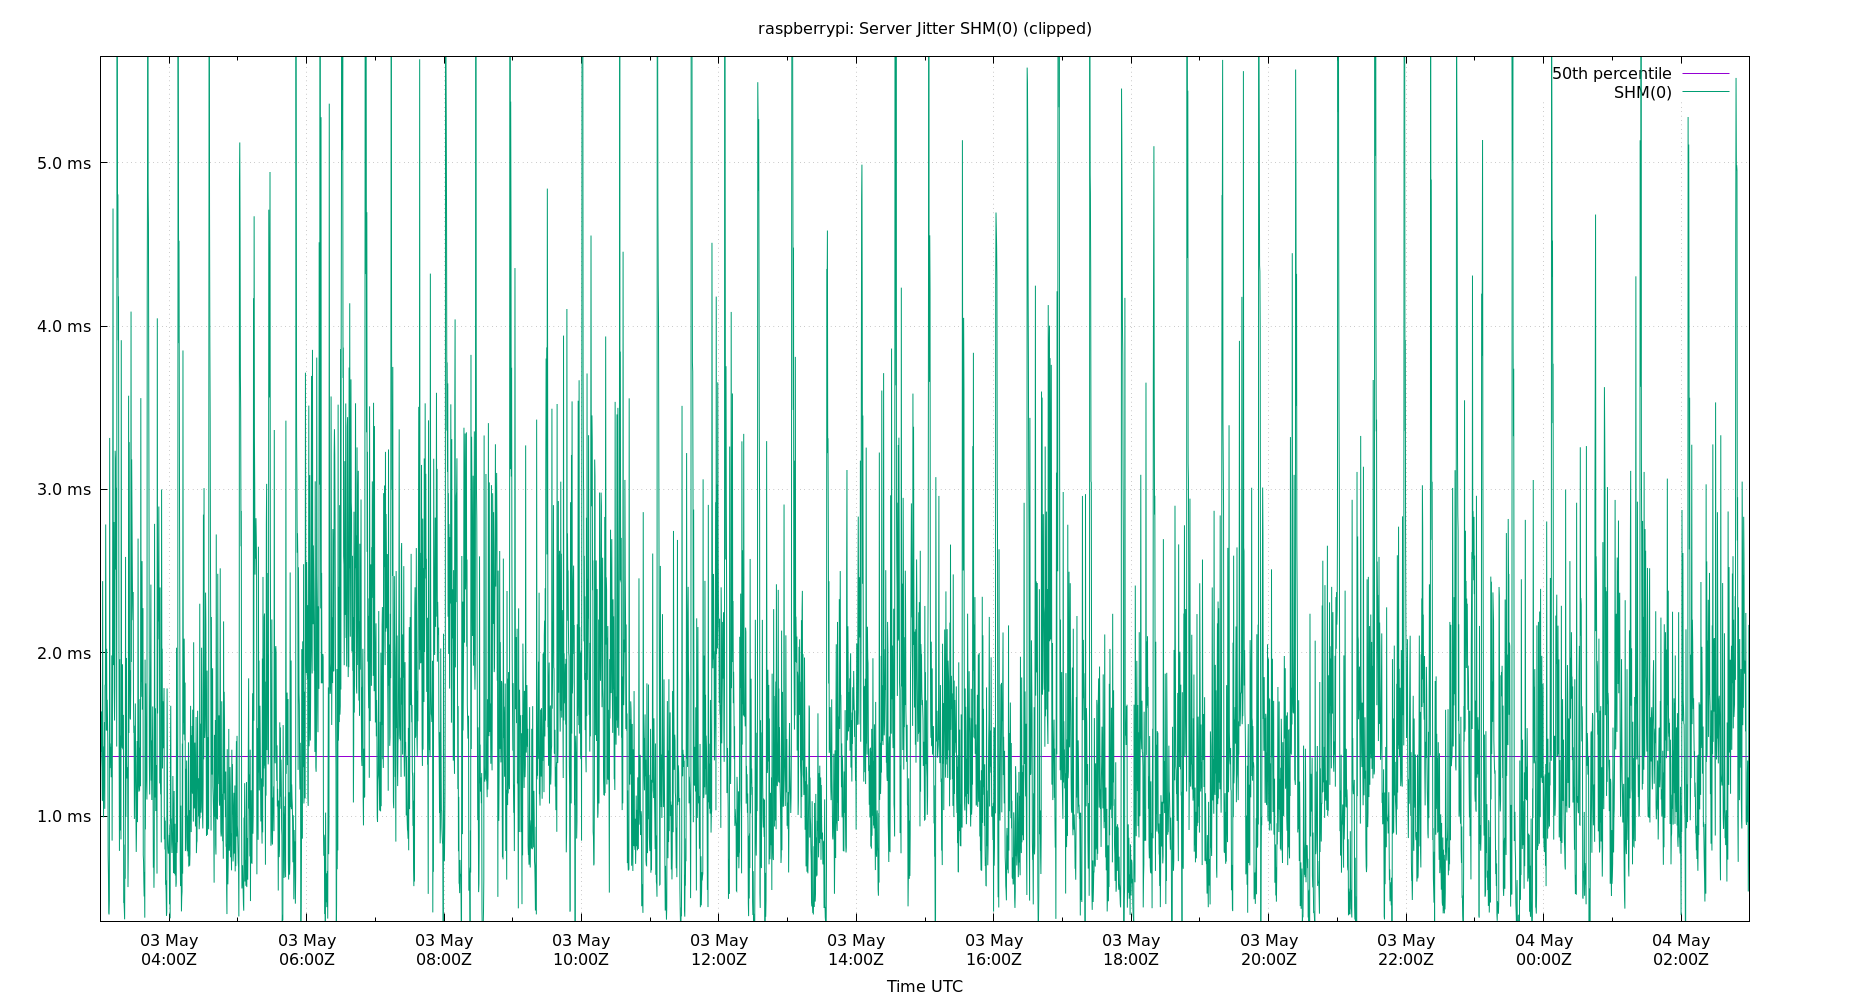 raspberrypi: Server Jitter SHM(0) (clipped)
50th percentile
SHM(0)
5.0 ms
4.0 ms
3.0 ms
2.0 ms
1.0 ms
03 May 03 May 03 May 03 May 03 May 03 May 03 May 03 May 03 May 03 May 04 May 04 May
04:00Z 06:00Z 08:00Z 10:00Z 12:00Z 14:00Z 16:00Z 18:00Z 20:00Z 22:00Z 00:00Z 02:00Z
Time UTC